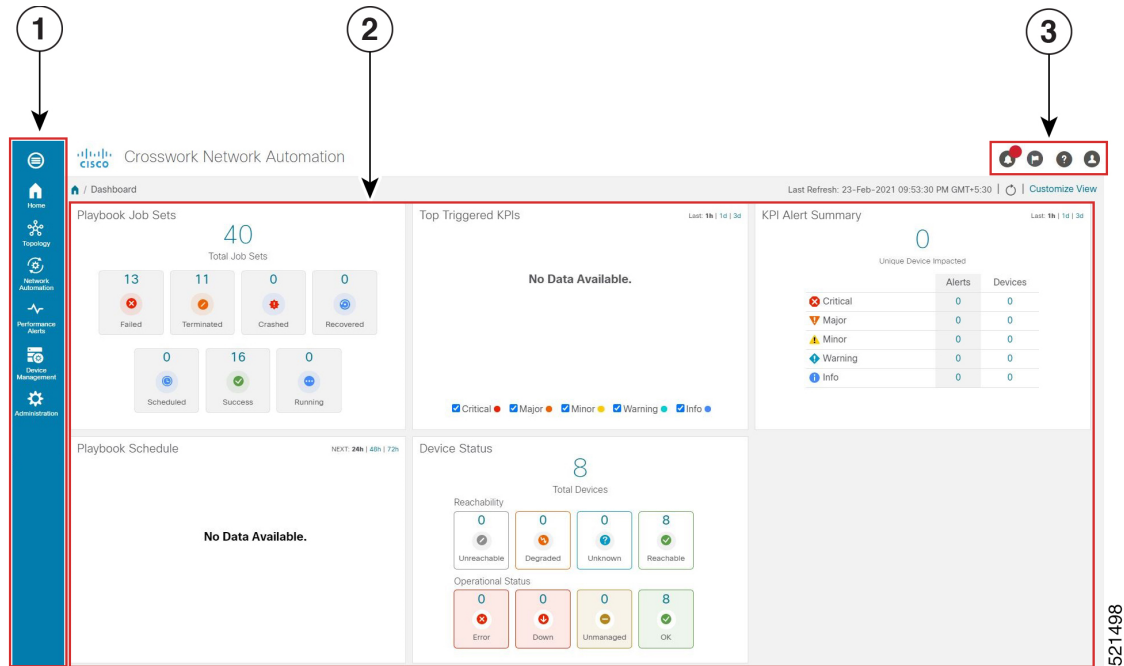 1
2
3
CISCO
Crosswork Network Automation
/ Dashboard
Last Refresh: 23-Feb-2021 09:53:30 PM GMT+5:30 | | Customize View
Home
Topology
Network
Automation
Performance
Alerts
Device
Management
Administration
Playbook Job Sets
40
Total Job Sets
13 11 0 0
Failed Terminated Crashed Recovered
0 16 0
Scheduled Success Running
Top Triggered KPIs
Last: 1h | 1d | 3d
No Data Available.
Critical Major Minor Warning Info
KPI Alert Summary
Last: 1h | 1d | 3d
0
Unique Device Impacted
Alerts Devices
Critical 0 0
Major 0 0
Minor 0 0
Warning 0 0
Info 0 0
Playbook Schedule
NEXT: 24h | 48h | 72h
No Data Available.
Device Status
8
Total Devices
Reachability
0 0 0 8
Unreachable Degraded Unknown Reachable
Operational Status
0 0 0 8
Error Down Unmanaged OK
521498